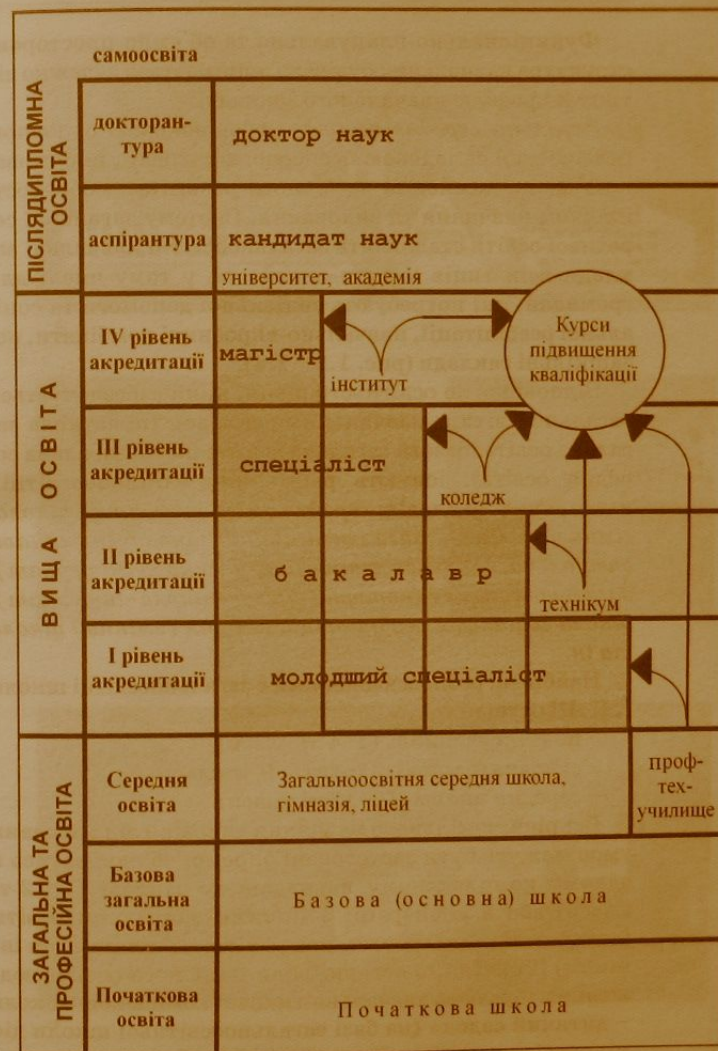 самоосвіта
ПІСЛЯДИПЛОМНА
ОСВІТА
докторан-
тура
доктор наук
аспірантура
кандидат наук
університет, академія
ВИЩА ОСВІТА
IV рівень
акредитації
магістр
інститут
Курси
підвищення
кваліфікації
III рівень
акредитації
спеціаліст
коледж
II рівень
акредитації
бакалавр
технікум
I рівень
акредитації
молодший спеціаліст
ЗАГАЛЬНА ТА
ПРОФЕСІЙНА ОСВІТА
Середня
освіта
Загальноосвітня середня школа,
гімназія, ліцей
проф-
тех-
училище
Базова
загальна
освіта
Базова (основна) школа
Початкова
освіта
Початкова школа